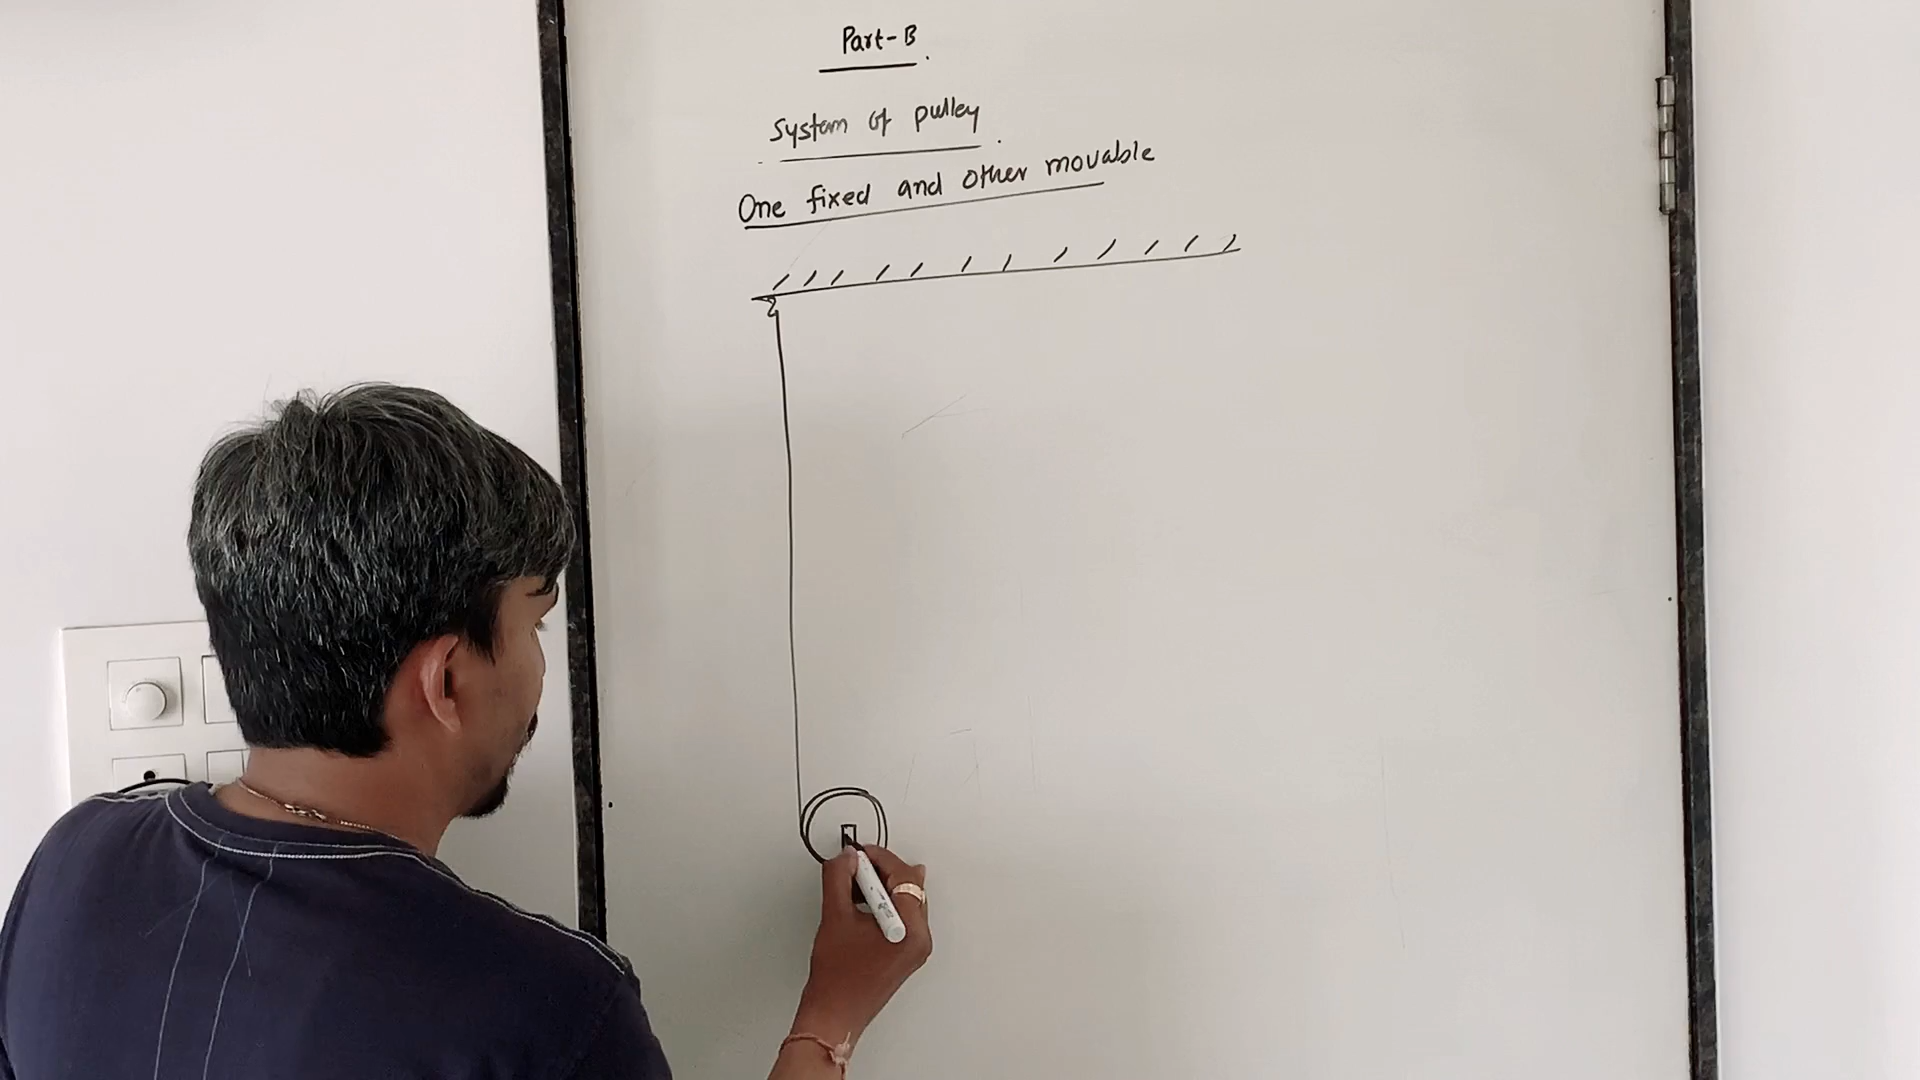 Part-B.
System of pulley.
One fixed and other movable